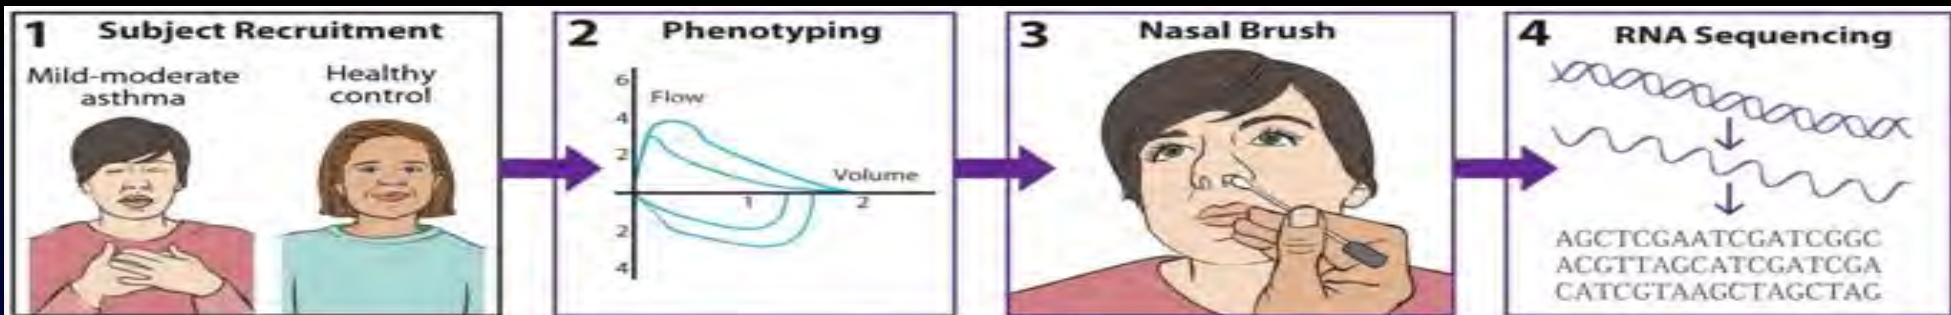 1 Subject Recruitment
Mild-moderate
asthma
Healthy
control
2 Phenotyping
6
Flow
4
2
Volume
1
2
2
4
3 Nasal Brush
4 RNA Sequencing
AGCTCGAATCGATCGGC
ACGTTAGCATCGATCGA
CATCGTAAGCTAGCTAG